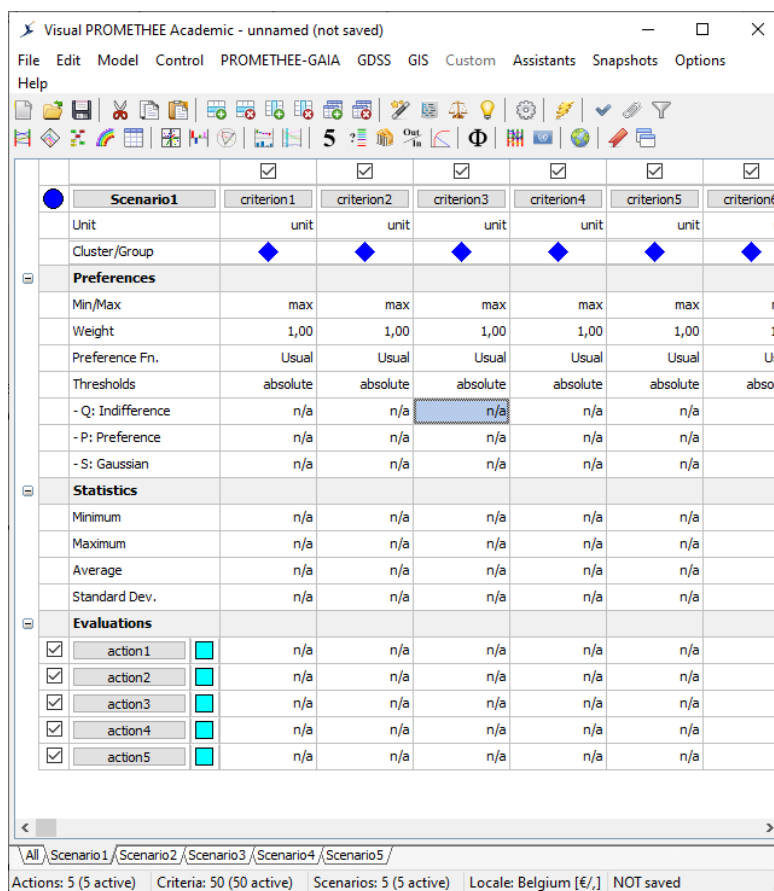 Visual PROMETHEE Academic - unnamed (not saved)
File Edit Model Control PROMETHEE-GAIA GDSS GIS Custom Assistants Snapshots Options
Help
5 ?  Out/In Φ
Scenario1 criterion1 criterion2 criterion3 criterion4 criterion5 criterion6
Unit unit unit unit unit unit
Cluster/Group
Preferences
Min/Max max max max max max
Weight 1,00 1,00 1,00 1,00 1,00
Preference Fn. Usual Usual Usual Usual Usual
Thresholds absolute absolute absolute absolute absolute
- Q: Indifference n/a n/a n/a n/a n/a
- P: Preference n/a n/a n/a n/a n/a
- S: Gaussian n/a n/a n/a n/a n/a
Statistics
Minimum n/a n/a n/a n/a n/a
Maximum n/a n/a n/a n/a n/a
Average n/a n/a n/a n/a n/a
Standard Dev. n/a n/a n/a n/a n/a
Evaluations
action1 n/a n/a n/a n/a n/a
action2 n/a n/a n/a n/a n/a
action3 n/a n/a n/a n/a n/a
action4 n/a n/a n/a n/a n/a
action5 n/a n/a n/a n/a n/a
All Scenario1 Scenario2 Scenario3 Scenario4 Scenario5
Actions: 5 (5 active) Criteria: 50 (50 active) Scenarios: 5 (5 active) Locale: Belgium [€/,] NOT saved